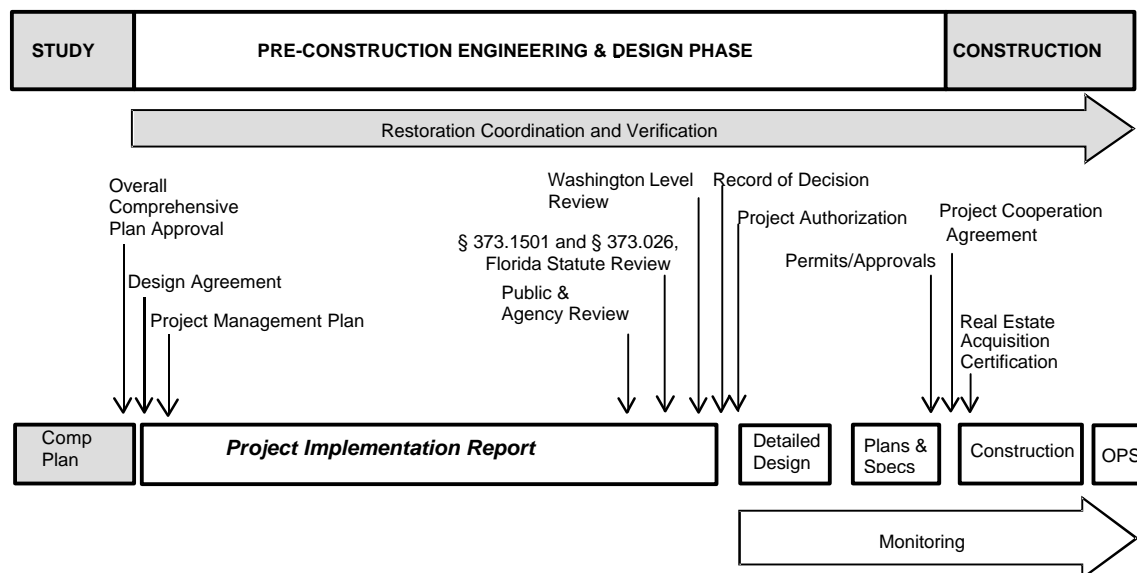 STUDY
PRE-CONSTRUCTION ENGINEERING & DESIGN PHASE
CONSTRUCTION
Restoration Coordination and Verification
Overall
Comprehensive
Plan Approval
Design Agreement
Project Management Plan
Washington Level
Review
§ 373.1501 and § 373.026,
Florida Statute Review
Public &
Agency Review
Record of Decision
Project Authorization
Permits/Approvals
Project Cooperation
Agreement
Real Estate
Acquisition
Certification
Comp
Plan
Project Implementation Report
Detailed
Design
Plans &
Specs
Construction
OPS
Monitoring